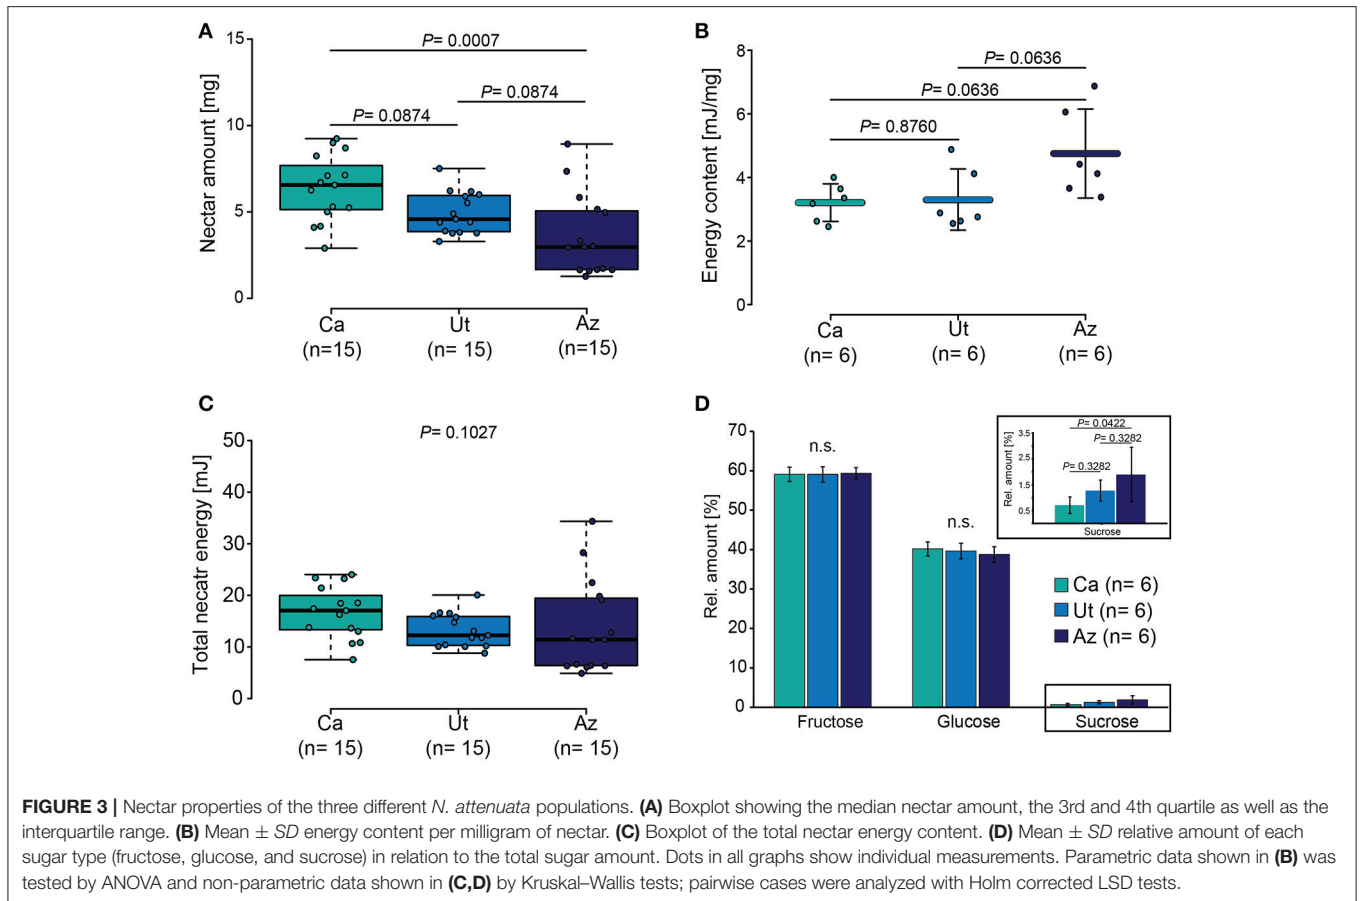 A
15
10
5
0
Nectar amount [mg]
P= 0.0007
P= 0.0874
P= 0.0874
Ca
Ut
Az
(n=15)
(n= 15)
(n=15)
B
8
6
4
2
0
Energy content [mJ/mg]
P= 0.0636
P= 0.0636
P= 0.8760
Ca
Ut
Az
(n= 6)
(n= 6)
(n= 6)
C
50
40
30
20
10
0
Total necatr energy [mJ]
P= 0.1027
Ca
Ut
Az
(n= 15)
(n= 15)
(n= 15)
D
70
60
50
40
30
20
10
0
Rel. amount [%]
n.s.
n.s.
Fructose
Glucose
Sucrose
P= 0.0422
P= 0.3282
P= 0.3282
3.5
2.5
1.5
0.5
Rel. amount [%]
Sucrose
Ca (n= 6)
Ut (n= 6)
Az (n= 6)
FIGURE 3 | Nectar properties of the three different N. attenuata populations. (A) Boxplot showing the median nectar amount, the 3rd and 4th quartile as well as the
interquartile range. (B) Mean ± SD energy content per milligram of nectar. (C) Boxplot of the total nectar energy content. (D) Mean ± SD relative amount of each
sugar type (fructose, glucose, and sucrose) in relation to the total sugar amount. Dots in all graphs show individual measurements. Parametric data shown in (B) was
tested by ANOVA and non-parametric data shown in (C,D) by Kruskal–Wallis tests; pairwise cases were analyzed with Holm corrected LSD tests.